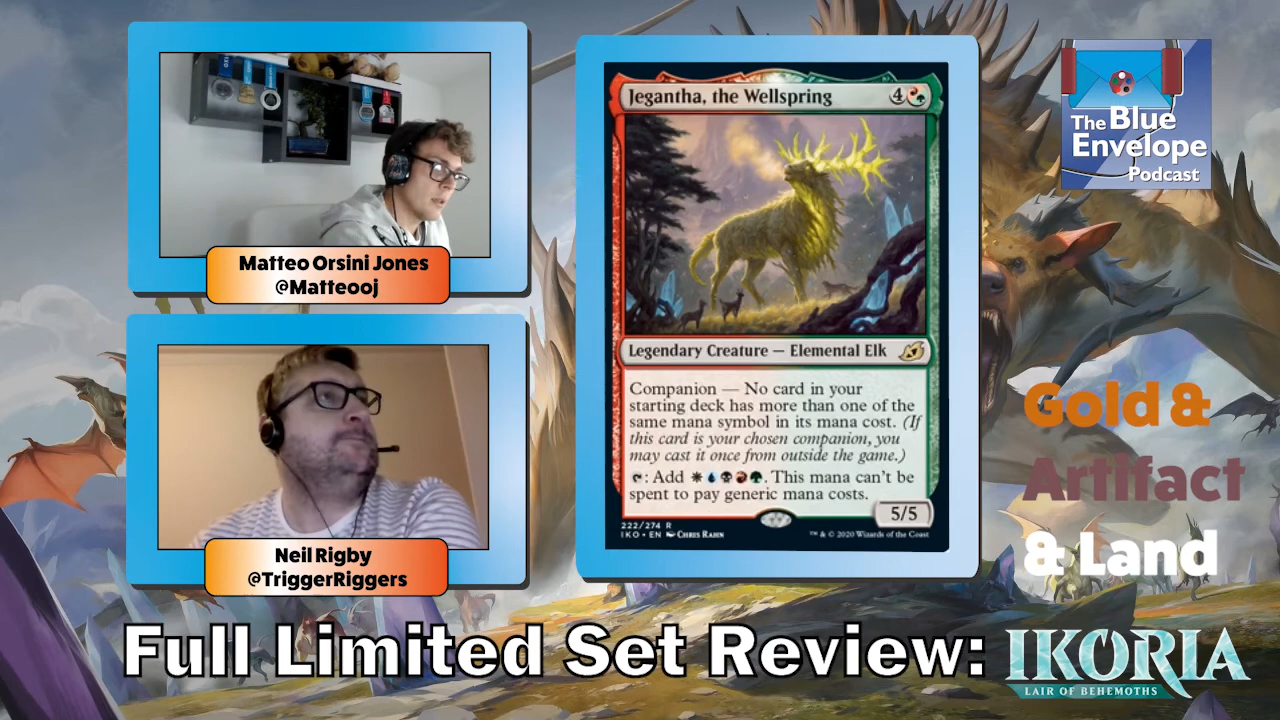 Matteo Orsini Jones
@Matteooj
Neil Rigby
@TriggerRiggers
Jegantha, the Wellspring 4
Legendary Creature — Elemental Elk
Companion — No card in your
starting deck has more than one of the
same mana symbol in its mana cost. (If
this card is your chosen companion, you
may cast it once from outside the game.)
: Add . This mana can't be
spent to pay generic mana costs.
5/5
222/274 R
IKO • EN Chris Rahn
™ & © 2020 Wizards of the Coast
The Blue
Envelope
Podcast
Gold &
Artifact
& Land
Full Limited Set Review:
IKORIA
LAIR OF BEHEMOTHS